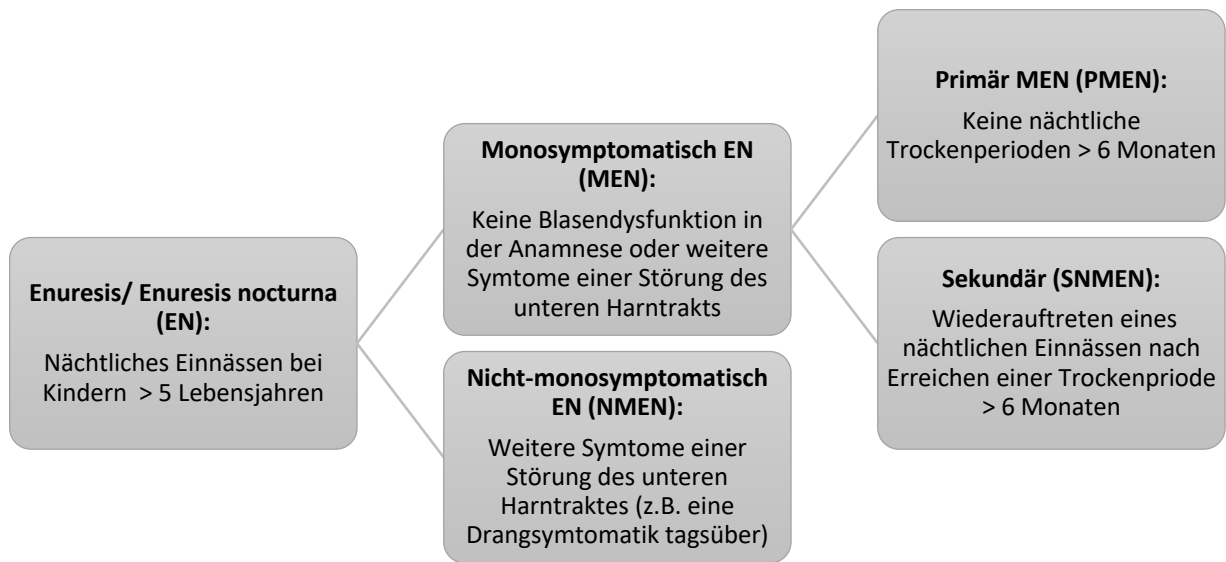 Enuresis/ Enuresis nocturna
(EN):
Nächtliches Einnässen bei
Kindern > 5 Lebensjahren
Monosymptomatisch EN
(MEN):
Keine Blasendysfunktion in
der Anamnese oder weitere
Symtome einer Störung des
unteren Harntrakts
Nicht-monosymptomatisch
EN (NMEN):
Weitere Symtome einer
Störung des unteren
Harntraktes (z.B. eine
Drangsymtomatik tagsüber)
Primär MEN (PMEN):
Keine nächtliche
Trockenperioden > 6 Monaten
Sekundär (SNMEN):
Wiederauftreten eines
nächtlichen Einnässen nach
Erreichen einer Trockenpriode
> 6 Monaten